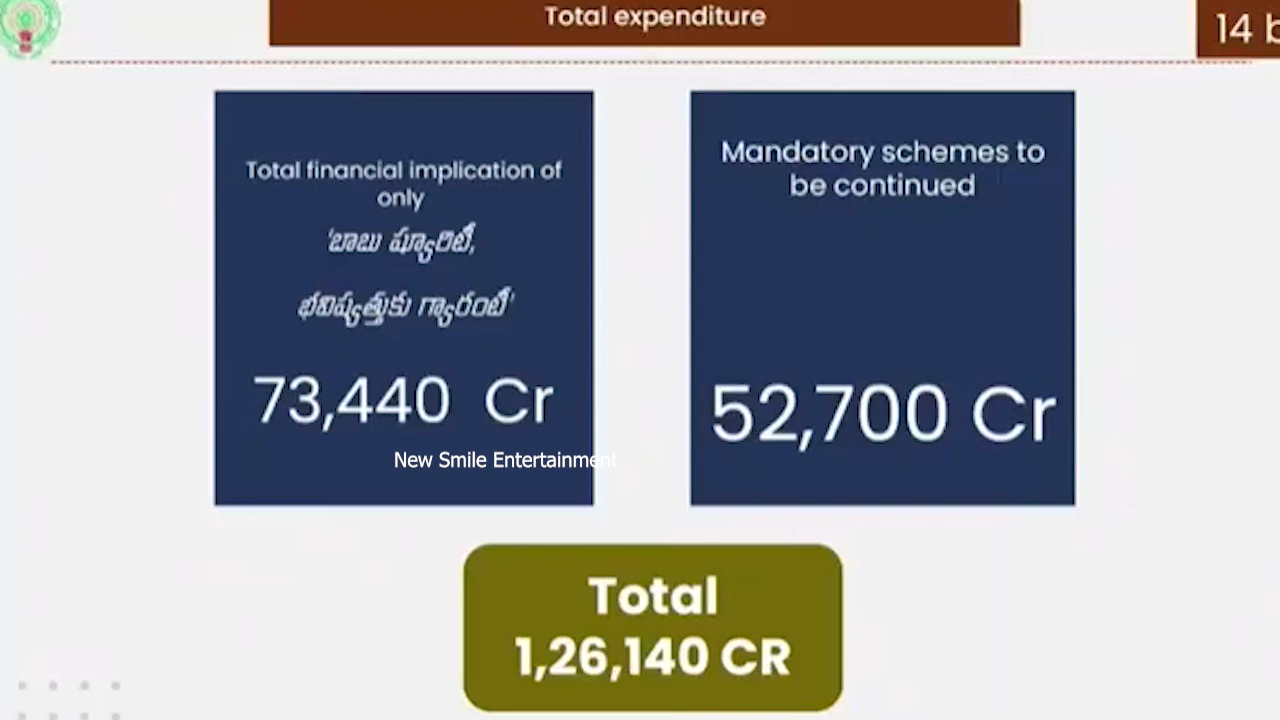 Total expenditure
14 b
Total financial implication of
only
'బాబు ష్యూరిటీ,
భవిష్యత్తుకు గ్యారంటీ'
73,440 Cr
New Smile Entertainment
Mandatory schemes to
be continued
52,700 Cr
Total
1,26,140 CR